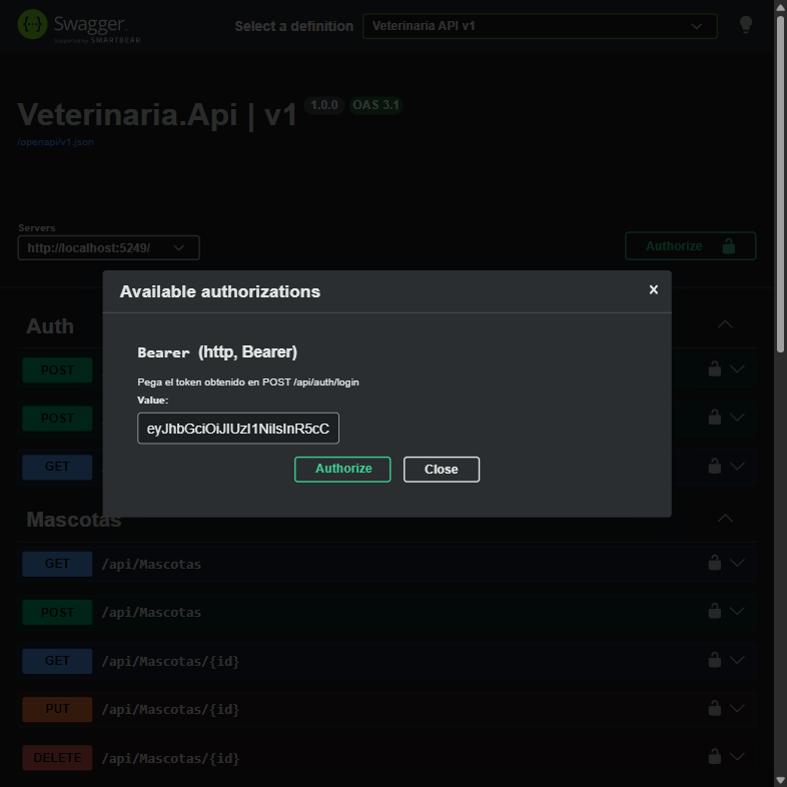 Swagger
Supported by SMARTBEAR
Select a definition
Veterinaria API v1
Veterinaria.Api | v1
1.0.0
OAS 3.1
/openapi/v1.json
Servers
http://localhost:5249/
Authorize
Available authorizations
×
Bearer (http, Bearer)
Pega el token obtenido en POST /api/auth/login
Value:
eyJhbGciOiJIUzI1NiIsInR5cC
Authorize
Close
Auth
POST
POST
GET
Mascotas
GET /api/Mascotas
POST /api/Mascotas
GET /api/Mascotas/{id}
PUT /api/Mascotas/{id}
DELETE /api/Mascotas/{id}